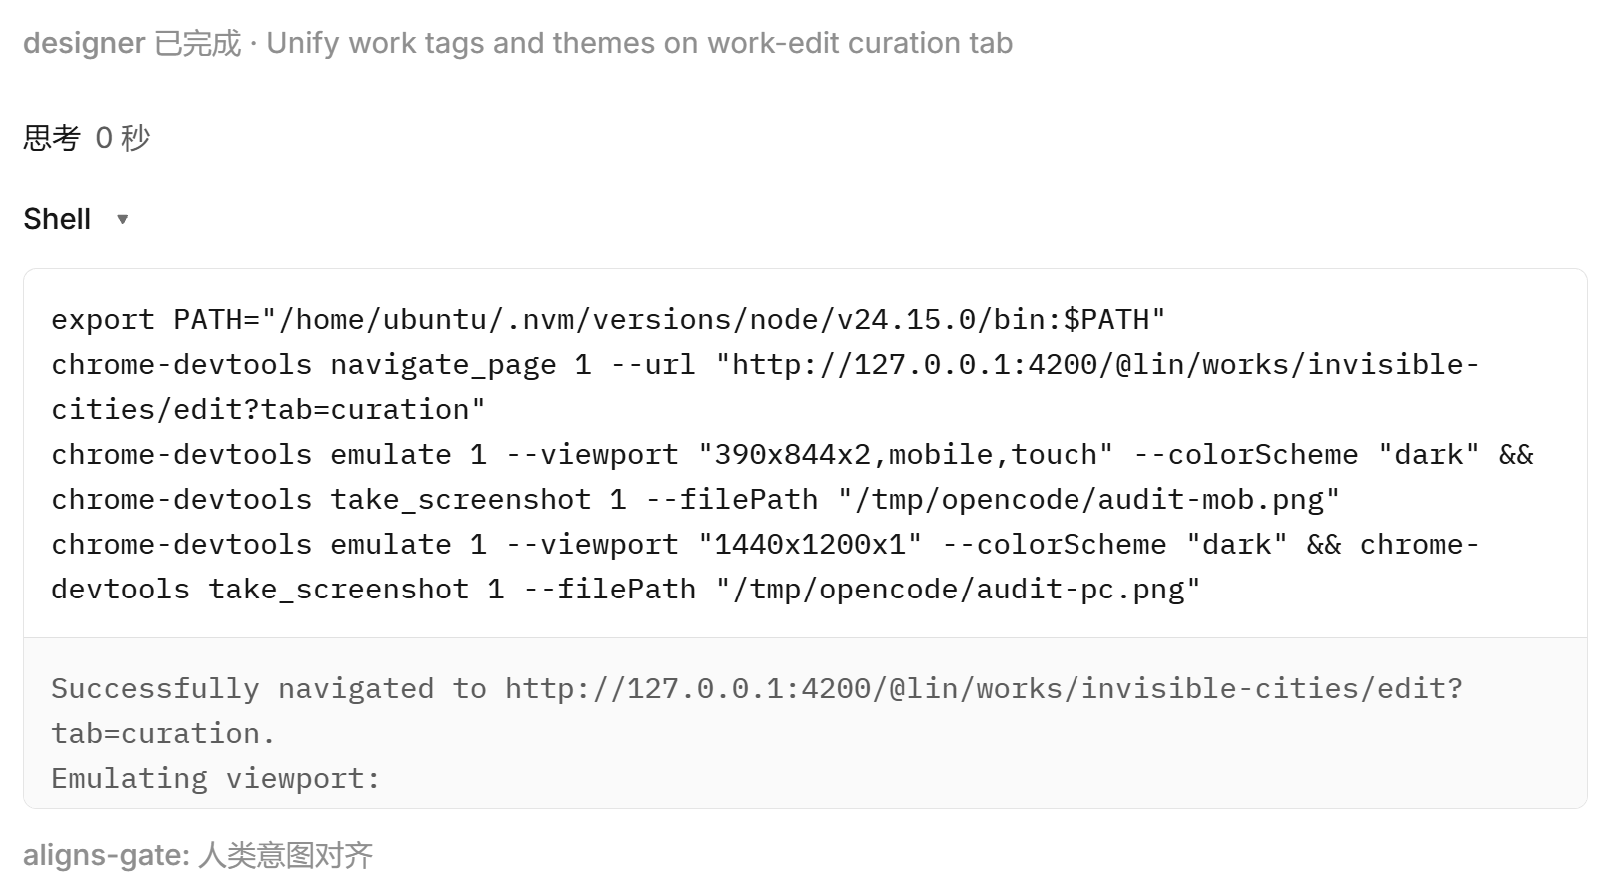 designer 已完成 · Unify work tags and themes on work-edit curation tab
思考 0 秒
Shell ▼
export PATH="/home/ubuntu/.nvm/versions/node/v24.15.0/bin:$PATH"
chrome-devtools navigate_page 1 --url "http://127.0.0.1:4200/@lin/works/invisible-
cities/edit?tab=curation"
chrome-devtools emulate 1 --viewport "390x844x2,mobile,touch" --colorScheme "dark" &&
chrome-devtools take_screenshot 1 --filePath "/tmp/opencode/audit-mob.png"
chrome-devtools emulate 1 --viewport "1440x1200x1" --colorScheme "dark" && chrome-
devtools take_screenshot 1 --filePath "/tmp/opencode/audit-pc.png"
Successfully navigated to http://127.0.0.1:4200/@lin/works/invisible-cities/edit?
tab=curation.
Emulating viewport:
aligns-gate: 人类意图对齐